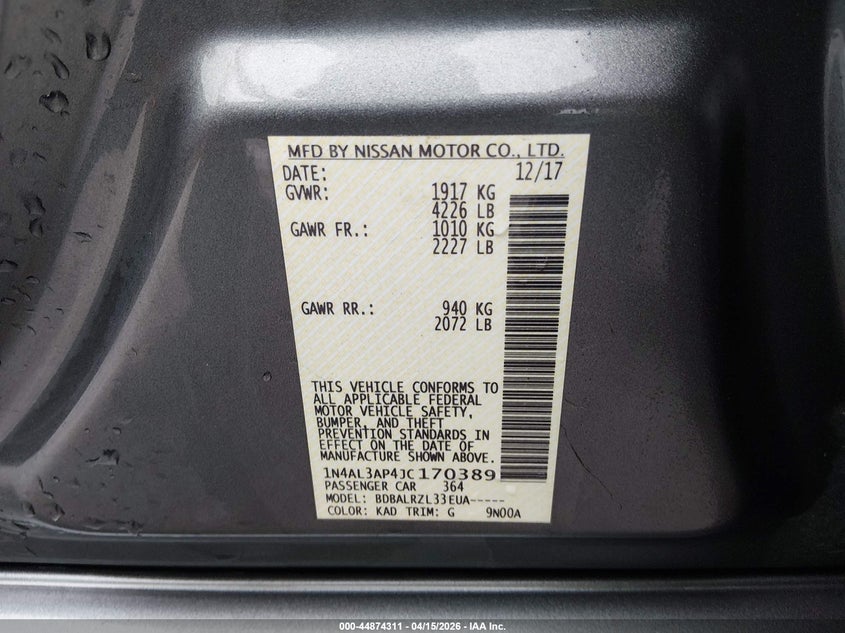 MFD BY NISSAN MOTOR CO., LTD.
DATE: 12/17
GVWR: 1917 KG
4226 LB
GAWR FR.: 1010 KG
2227 LB
GAWR RR.: 940 KG
2072 LB
THIS VEHICLE CONFORMS TO
ALL APPLICABLE FEDERAL
MOTOR VEHICLE SAFETY,
BUMPER, AND THEFT
PREVENTION STANDARDS IN
EFFECT ON THE DATE OF
MANUFACTURE SHOWN ABOVE.
1N4AL3AP4JC170389
PASSENGER CAR 364
MODEL: BDBALRZL33EUA-----
COLOR: KAD TRIM: G 9N00A
000-44874311 - 04/15/2026 - IAA Inc.